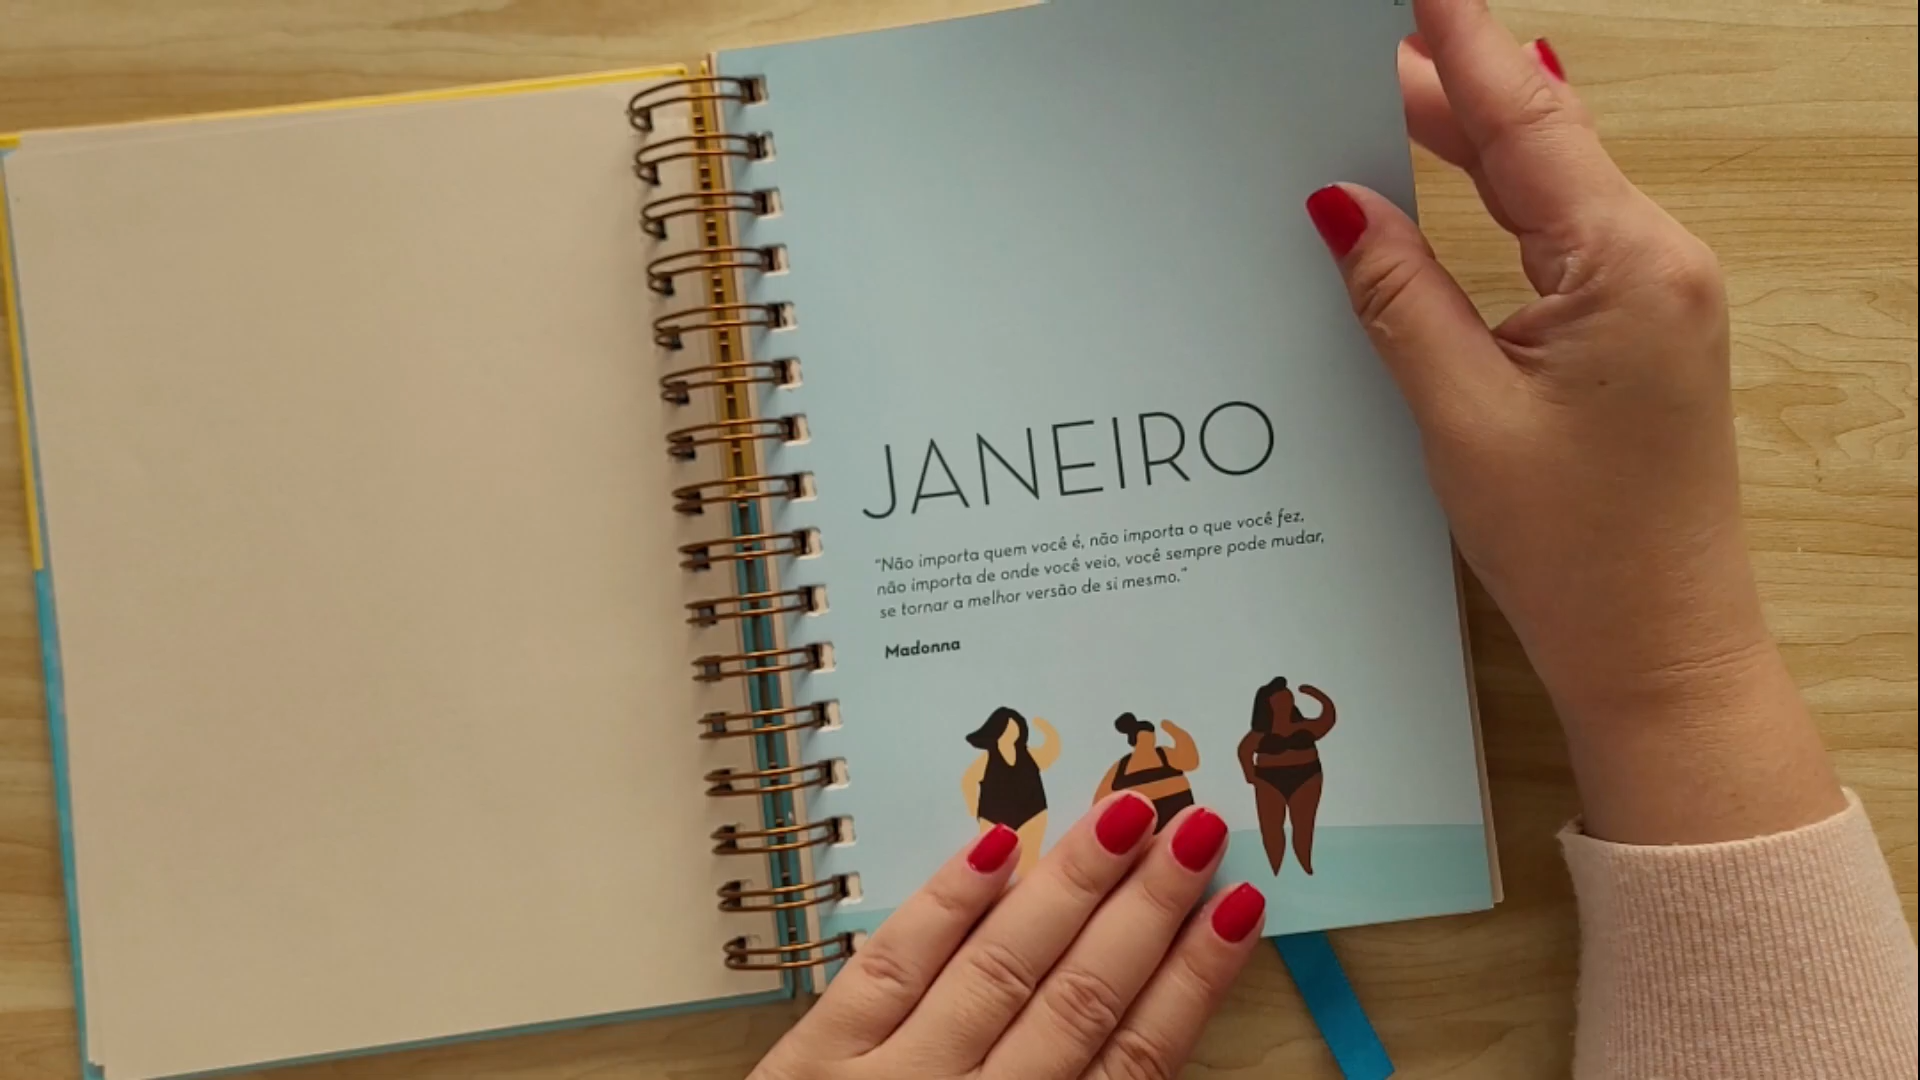 JANEIRO
"Não importa quem você é, não importa o que você fez,
não importa de onde você veio, você sempre pode mudar,
se tornar a melhor versão de si mesmo."
Madonna